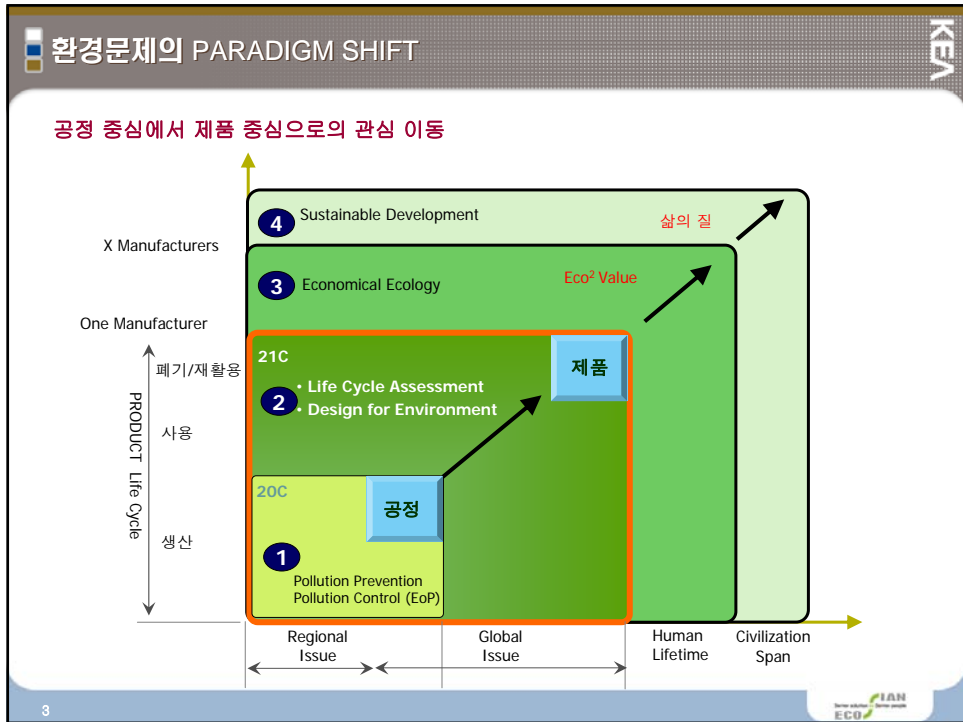 환경문제의 PARADIGM SHIFT
KEA
공정 중심에서 제품 중심으로의 관심 이동
4 Sustainable Development
삶의 질
X Manufacturers
3 Economical Ecology
Eco² Value
One Manufacturer
21C
제품
폐기/재활용
2
• Life Cycle Assessment
• Design for Environment
PRODUCT Life Cycle
사용
20C
공정
생산
1
Pollution Prevention
Pollution Control (EoP)
Regional
Issue
Global
Issue
Human
Lifetime
Civilization
Span
3
IAN
ECO